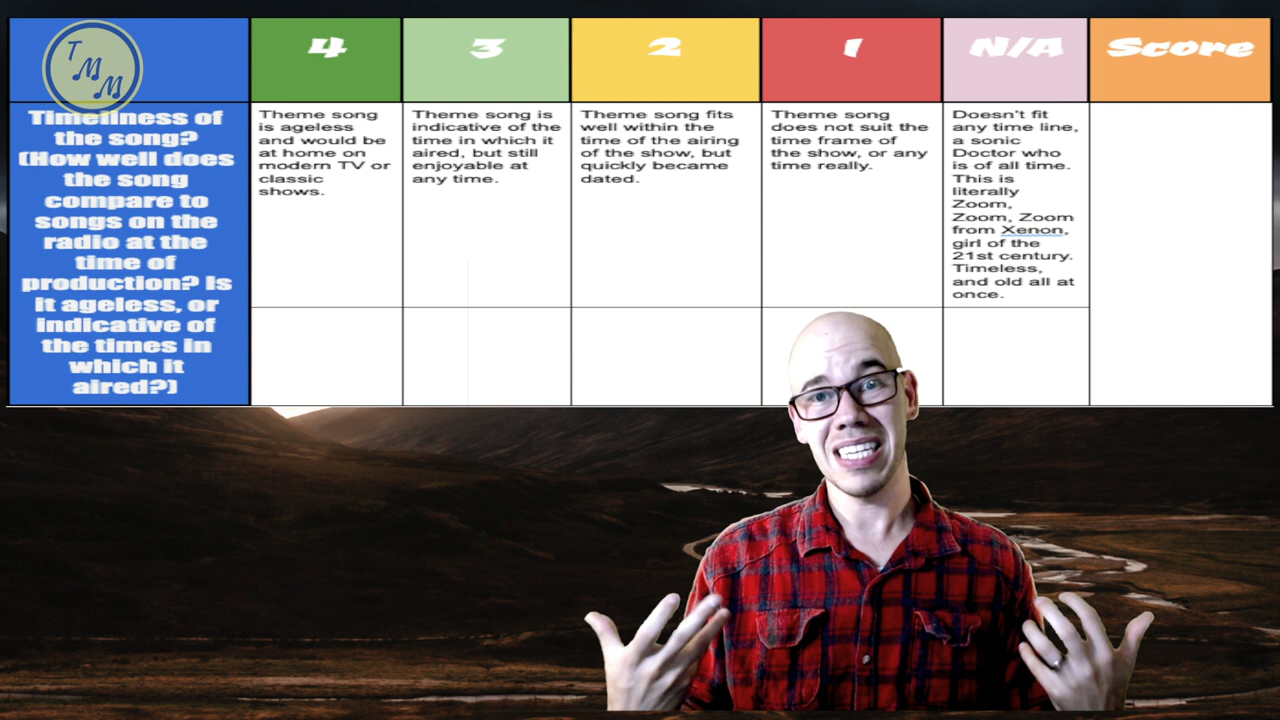 T
M
M
4
3
2
1
N/A
Score
Timeliness of
the song?
(How well does
the song
compare to
songs on the
radio at the
time of
production? Is
it ageless, or
indicative of
the times in
which it
aired?)
Theme song
is ageless
and would be
at home on
modern TV or
classic
shows.
Theme song is
indicative of the
time in which it
aired, but still
enjoyable at
any time.
Theme song fits
well within the
time of the airing
of the show, but
quickly became
dated.
Theme song
does not suit the
time frame of
the show, or any
time really.
Doesn't fit
any time line,
a sonic
Doctor who
is of all time.
This is
literally
Zoom,
Zoom, Zoom
from Xenon,
girl of the
21st century.
Timeless,
and old all at
once.